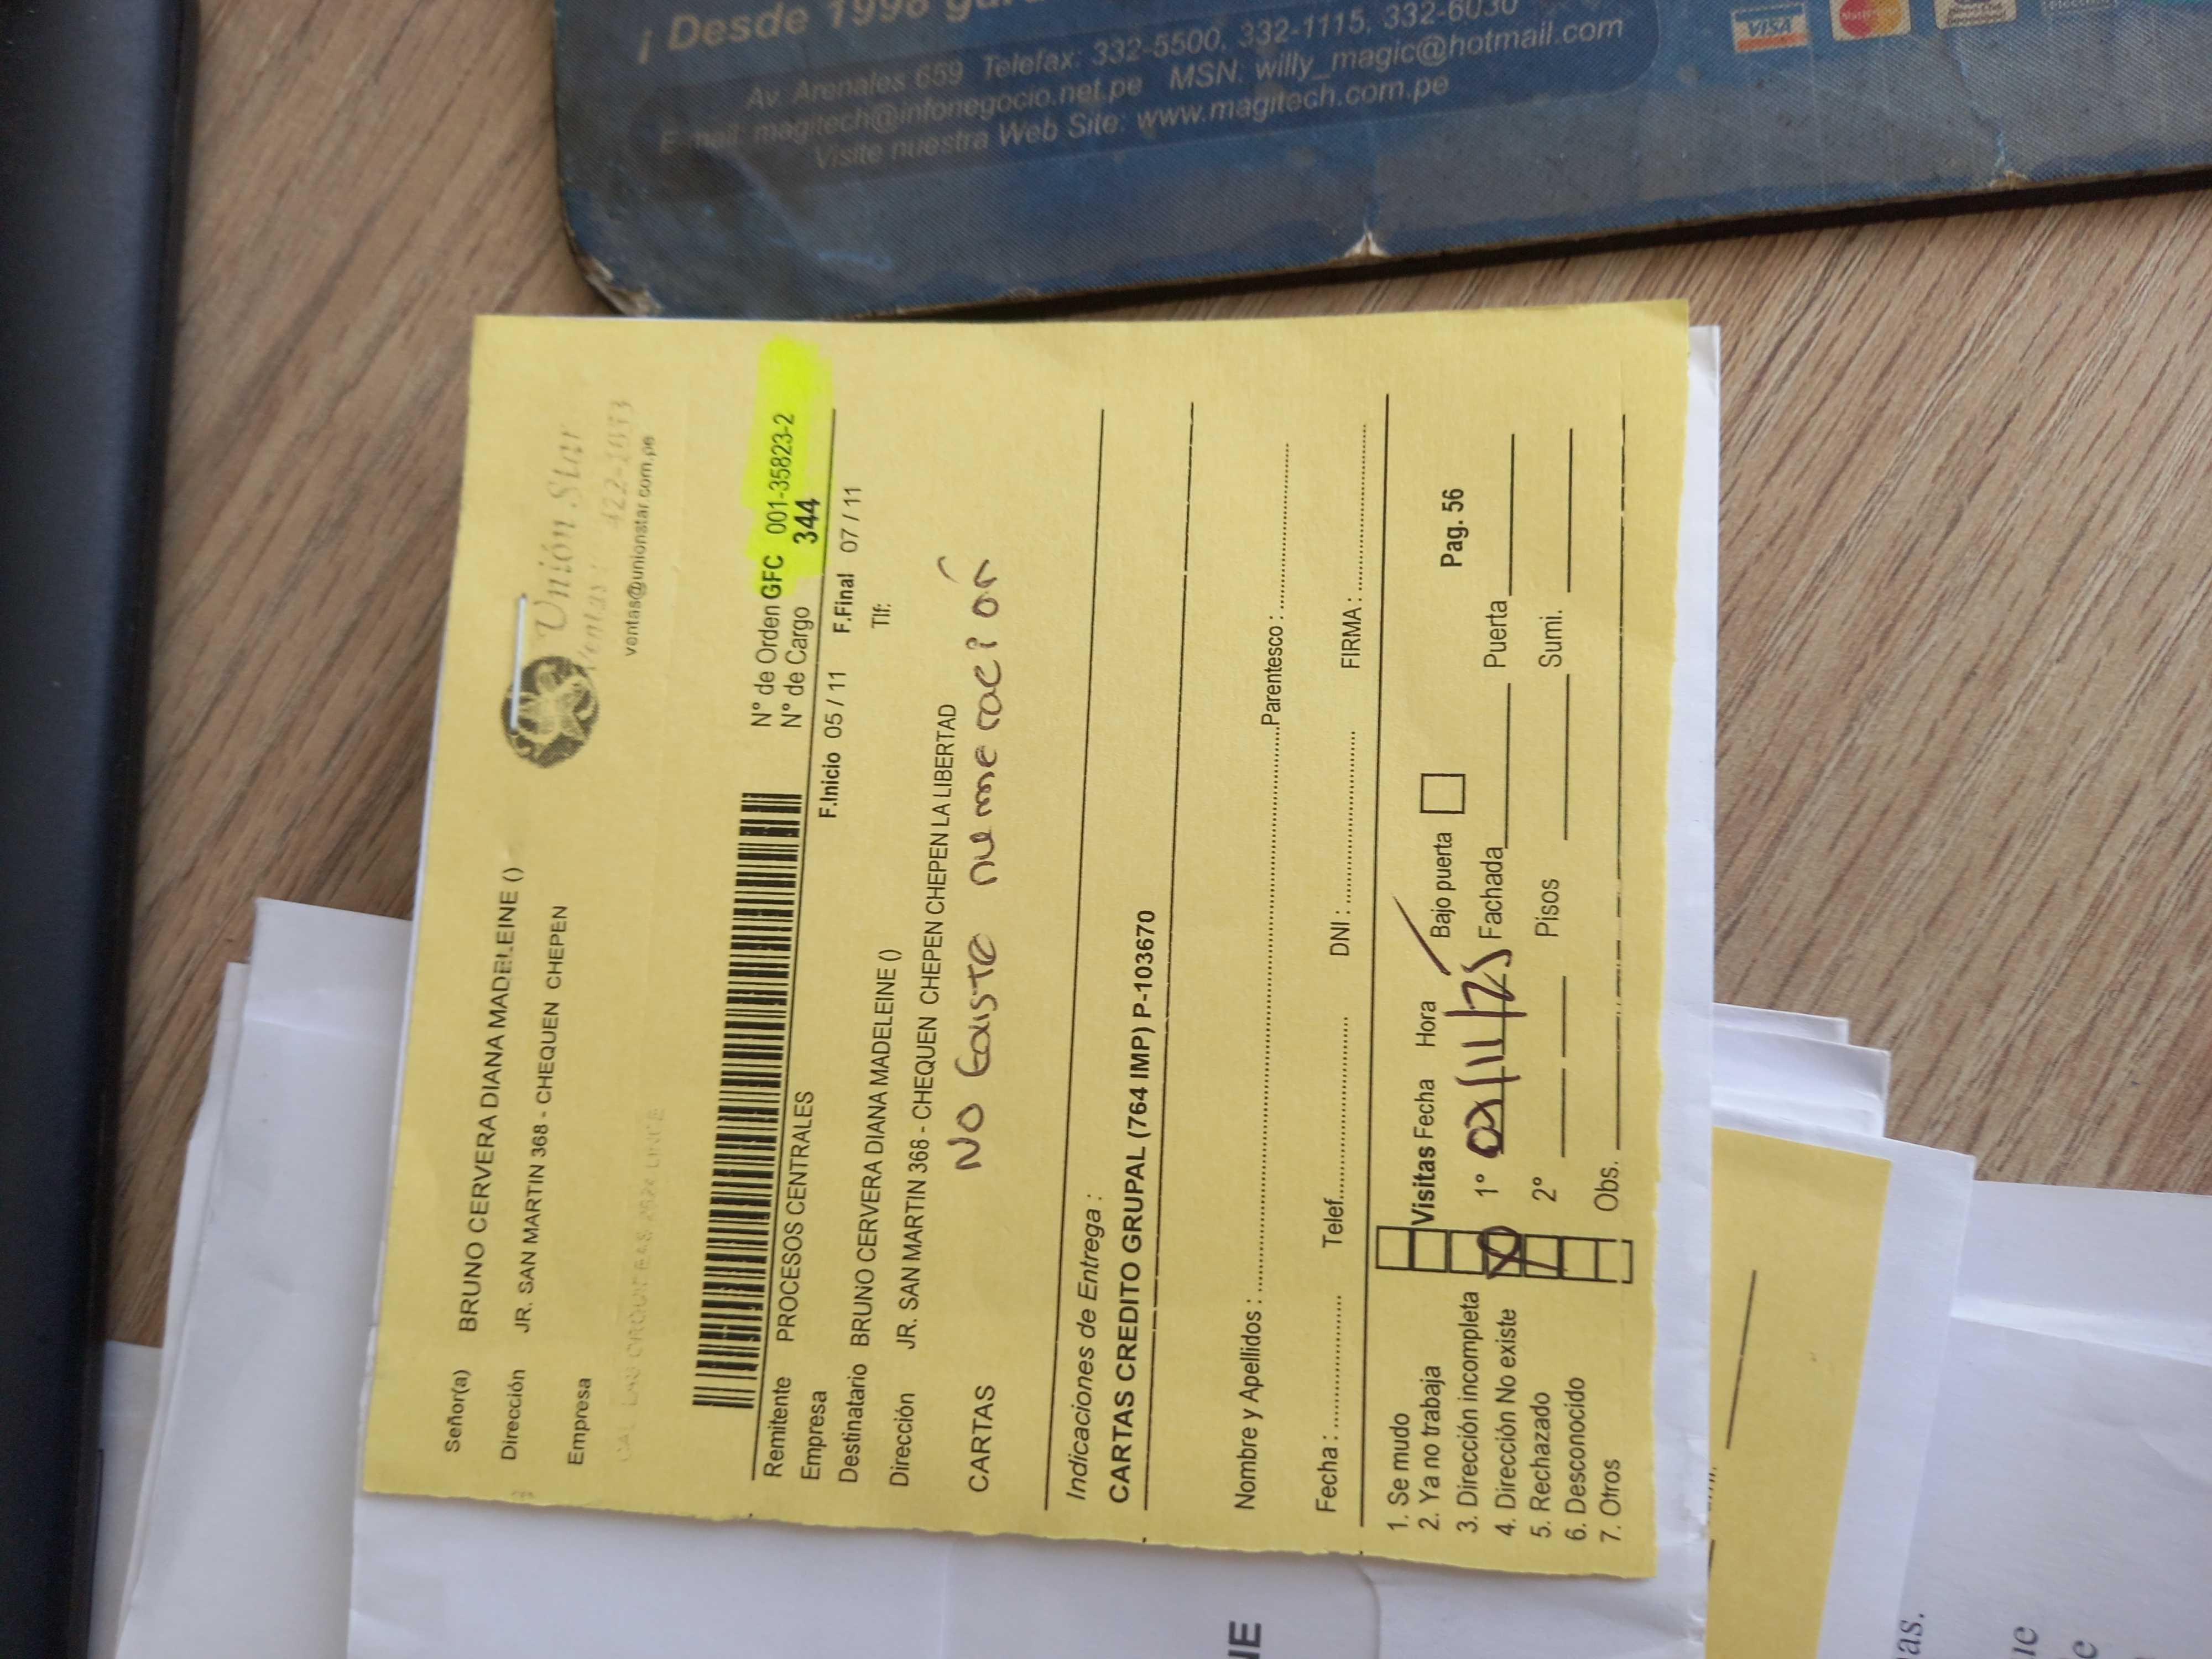 ¡ Desde 1998
Av. Arenales 659 Telefax: 332-5500, 332-1115, 332-6030
E-mail: magitech@infonegocio.net.pe MSN: willy_magic@hotmail.com
Visite nuestra Web Site: www.magitech.com.pe
VISA
Señor(a) BRUNO CERVERA DIANA MADELEINE ()
Dirección JR. SAN MARTIN 368 - CHEQUEN CHEPEN
Empresa
Unión Star
Ventas :
ventas@unionstar.com.pe
N° de Orden GFC 001-35823-2
N° de Cargo 344
Remitente PROCESOS CENTRALES
F.Inicio 05 / 11 F.Final 07 / 11
Empresa
Destinatario BRUNO CERVERA DIANA MADELEINE () Tlf:
Dirección JR. SAN MARTIN 368 - CHEQUEN CHEPEN CHEPEN LA LIBERTAD
CARTAS
NO Existe numeración
Indicaciones de Entrega :
CARTAS CREDITO GRUPAL (764 IMP) P-103670
Nombre y Apellidos : Parentesco :
Fecha : Telef. DNI : FIRMA :
1. Se mudo
2. Ya no trabaja
3. Dirección incompleta
4. Dirección No existe
5. Rechazado
6. Desconocido
7. Otros
Visitas Fecha Hora Bajo puerta Pag. 56
1° /11/25 Fachada Puerta
2° Pisos Sumi.
Obs.
NE
as.